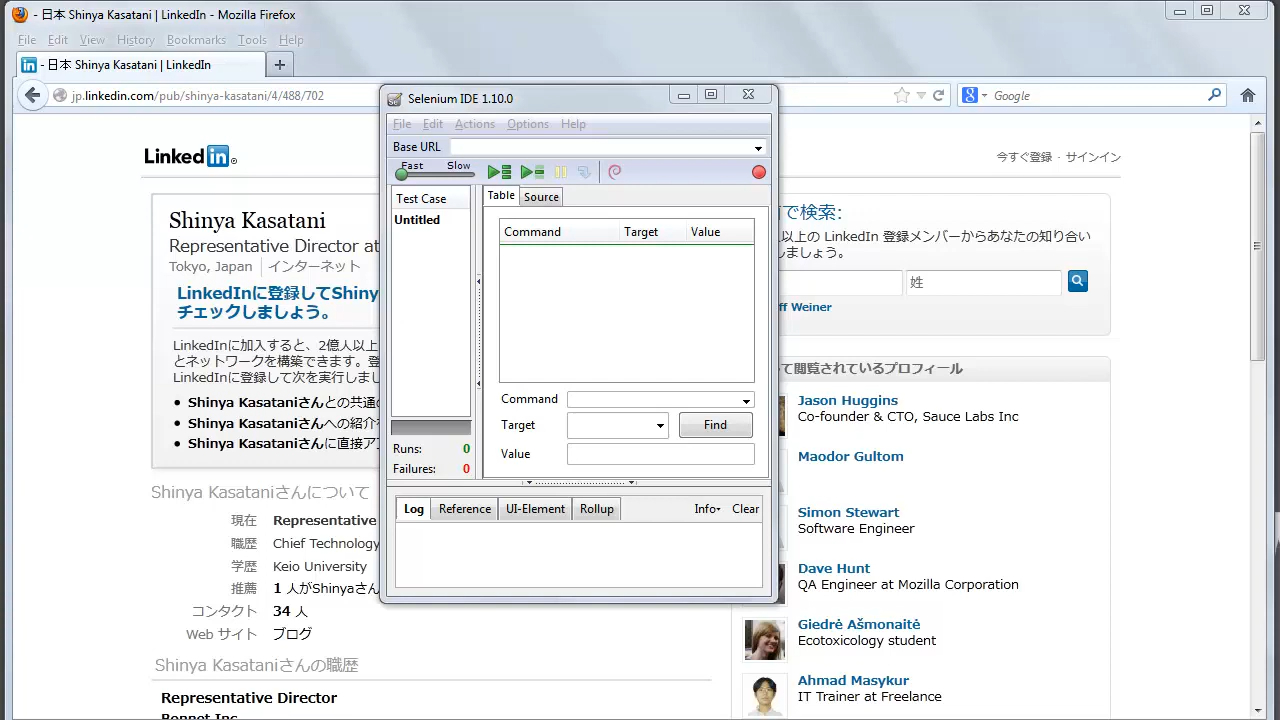 - 日本 Shinya Kasatani | LinkedIn - Mozilla Firefox
File Edit View History Bookmarks Tools Help
- 日本 Shinya Kasatani | LinkedIn
jp.linkedin.com/pub/shinya-kasatani/4/488/702
Google
Linked in
今すぐ登録 · サインイン
Shinya Kasatani
Representative Director at
Tokyo, Japan インターネット
LinkedInに登録してShiny
チェックしましょう。
LinkedInに加入すると、2億人以上
とネットワークを構築できます。
LinkedInに登録して次を実行しまし
• Shinya Kasataniさんとの共通の
• Shinya Kasataniさんへの紹介を
• Shinya Kasataniさんに直接
Shinya Kasataniさんについて
現在 Representative
職歴 Chief Technology
学歴 Keio University
推薦 1 人がShinyaさん
コンタクト 34 人
Web サイト ブログ
Shinya Kasataniさんの職歴
Representative Director
Bonnet Inc
Selenium IDE 1.10.0
File Edit Actions Options Help
Base URL
Fast Slow
Test Case
Untitled
Table Source
Command Target Value
Command
Target Find
Value
Runs: 0
Failures: 0
Log Reference UI-Element Rollup Info Clear
で検索:
以上の LinkedIn 登録メンバーからあなたの知り合い
しましょう。
姓
ff Weiner
て閲覧されているプロフィール
Jason Huggins
Co-founder & CTO, Sauce Labs Inc
Maodor Gultom
Simon Stewart
Software Engineer
Dave Hunt
QA Engineer at Mozilla Corporation
Giedrė Ašmonaitė
Ecotoxicology student
Ahmad Masykur
IT Trainer at Freelance